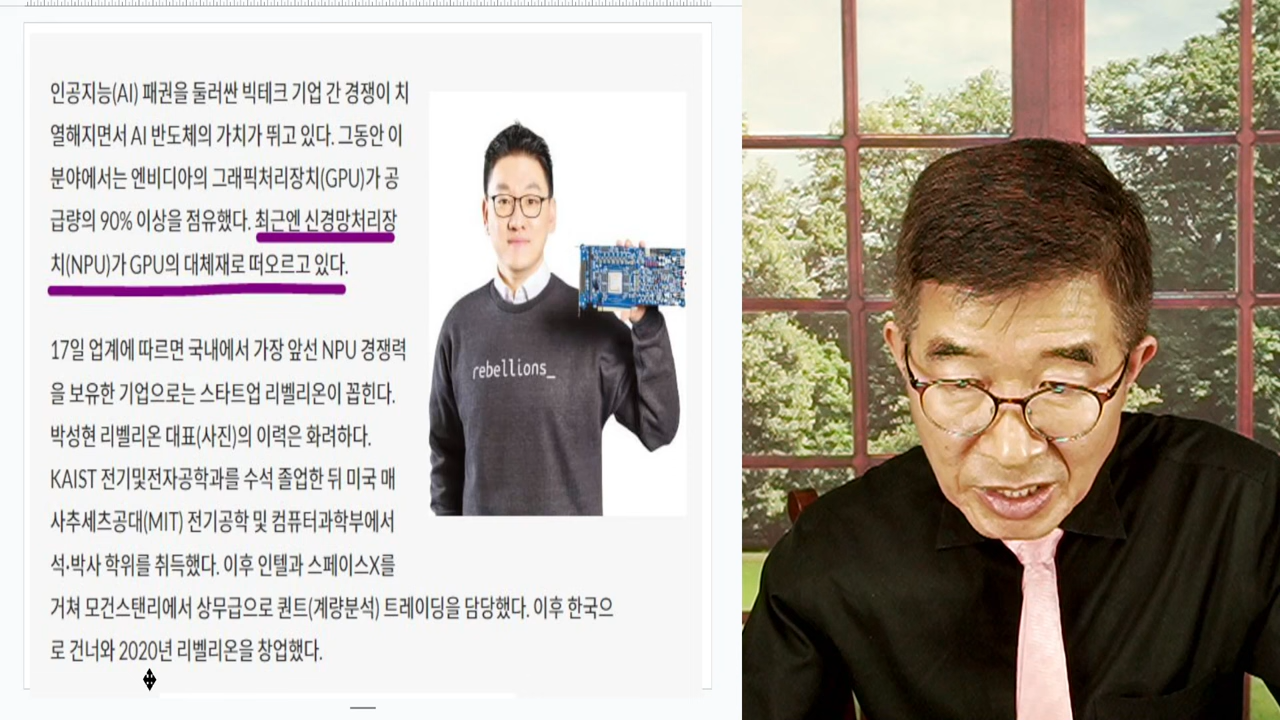 인공지능(AI) 패권을 둘러싼 빅테크 기업 간 경쟁이 치
열해지면서 AI 반도체의 가치가 뛰고 있다. 그동안 이
분야에서는 엔비디아의 그래픽처리장치(GPU)가 공
급량의 90% 이상을 점유했다. 최근엔 신경망처리장
치(NPU)가 GPU의 대체재로 떠오르고 있다.
17일 업계에 따르면 국내에서 가장 앞선 NPU 경쟁력
을 보유한 기업으로는 스타트업 리벨리온이 꼽힌다.
박성현 리벨리온 대표(사진)의 이력은 화려하다.
KAIST 전기및전자공학과를 수석 졸업한 뒤 미국 매
사추세츠공대(MIT) 전기공학 및 컴퓨터과학부에서
석·박사 학위를 취득했다. 이후 인텔과 스페이스X를
거쳐 모건스탠리에서 상무급으로 퀀트(계량분석) 트레이딩을 담당했다. 이후 한국으
로 건너와 2020년 리벨리온을 창업했다.
rebellions_